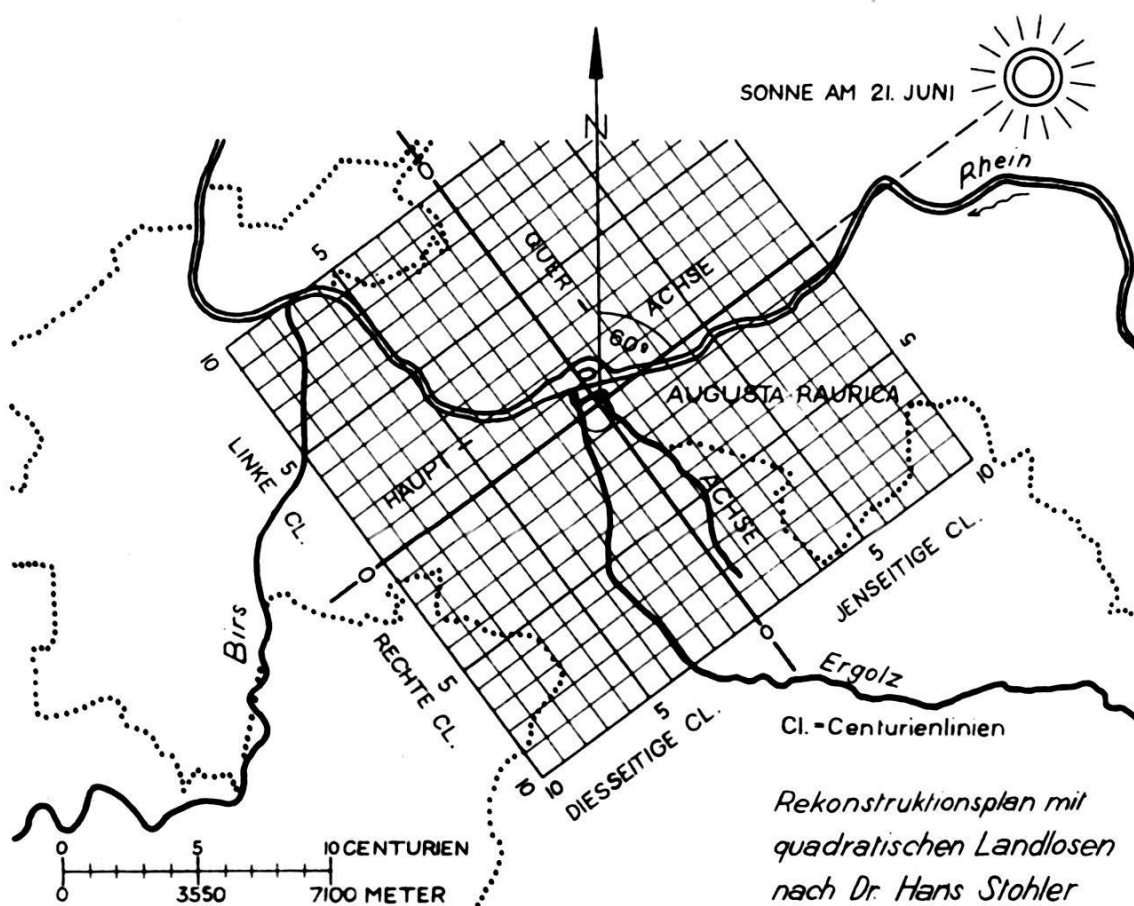 N
SONNE AM 21. JUNI
Rhein
0
QUER
ACHSE
5
60°
10
5
0
AUGUSTA RAURICA
LINKE CL.
5
HAUPT
ACHSE
10
5
JENSEITIGE CL.
0
0
Birs
RECHTE CL.
5
Ergolz
5
DIESSEITIGE CL.
10
10
Cl.=Centurienlinien
Rekonstruktionsplan mit
quadratischen Landlosen
nach Dr. Hans Stohler
0 5 10 CENTURIEN
0 3550 7100 METER